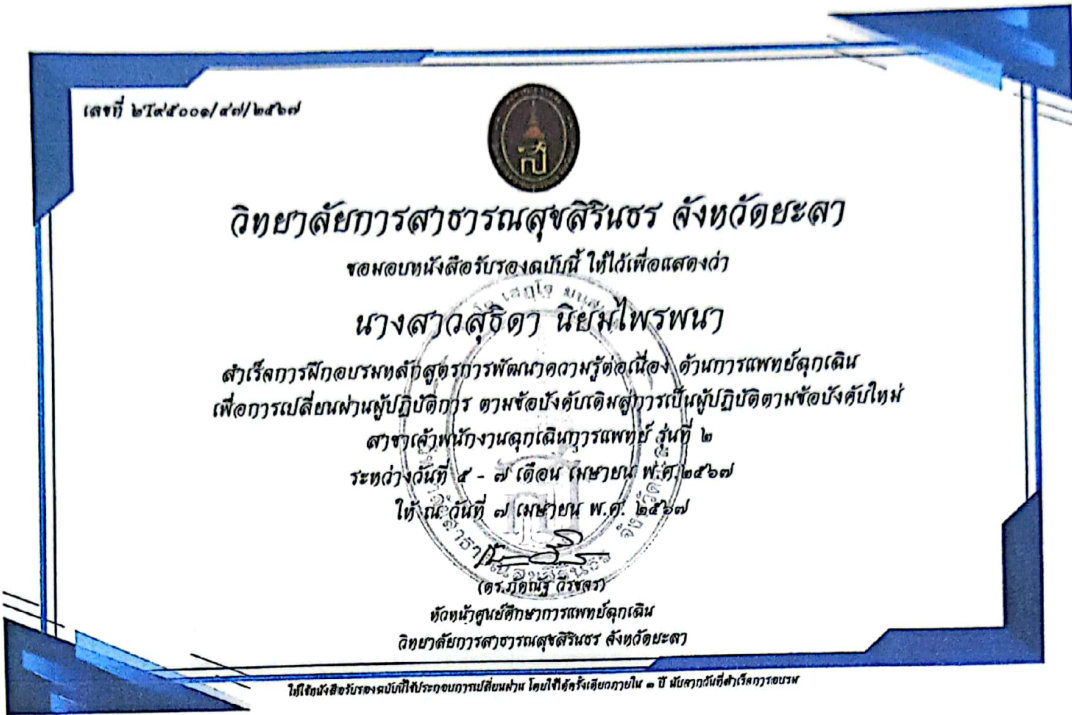 เลขที่ ๒T๙๕๐๐๑/๔๗/๒๕๖๗
วิทยาลัยการสาธารณสุขสิรินธร จังหวัดยะลา
ขอมอบหนังสือรับรองฉบับนี้ ให้ไว้เพื่อแสดงว่า
นางสาวสุธิดา นิยมไพรพนา
สำเร็จการฝึกอบรมหลักสูตรการพัฒนาความรู้ต่อเนื่อง ด้านการแพทย์ฉุกเฉิน
เพื่อการเปลี่ยนผ่านผู้ปฏิบัติการ ตามข้อบังคับเดิมสู่การเป็นผู้ปฏิบัติตามข้อบังคับใหม่
สาขาเจ้าพนักงานฉุกเฉินการแพทย์ รุ่นที่ ๒
ระหว่างวันที่ ๕ - ๗ เดือน เมษายน พ.ศ.๒๕๖๗
ให้ ณ วันที่ ๗ เมษายน พ.ศ. ๒๕๖๗
(ดร.ภัคณัฐ วีรขจร)
หัวหน้าศูนย์ศึกษาการแพทย์ฉุกเฉิน
วิทยาลัยการสาธารณสุขสิรินธร จังหวัดยะลา
ให้ใช้หนังสือรับรองฉบับนี้ใช้ประกอบการเปลี่ยนผ่าน โดยใช้ได้ครั้งเดียวภายใน ๓ ปี นับจากวันที่สำเร็จการอบรม